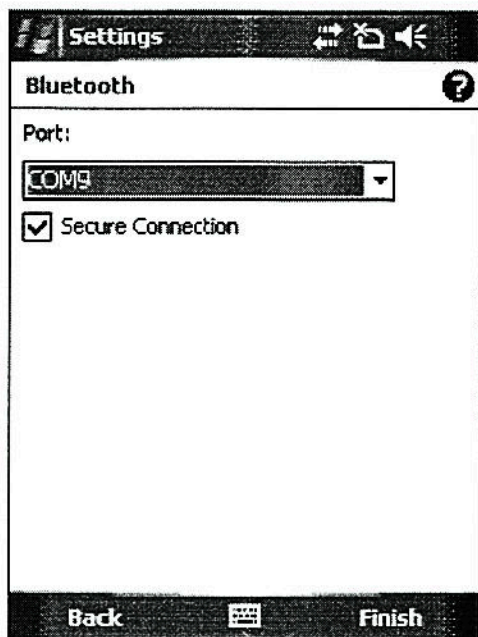 Settings
Bluetooth
Port:
COM9
Secure Connection
Back Finish